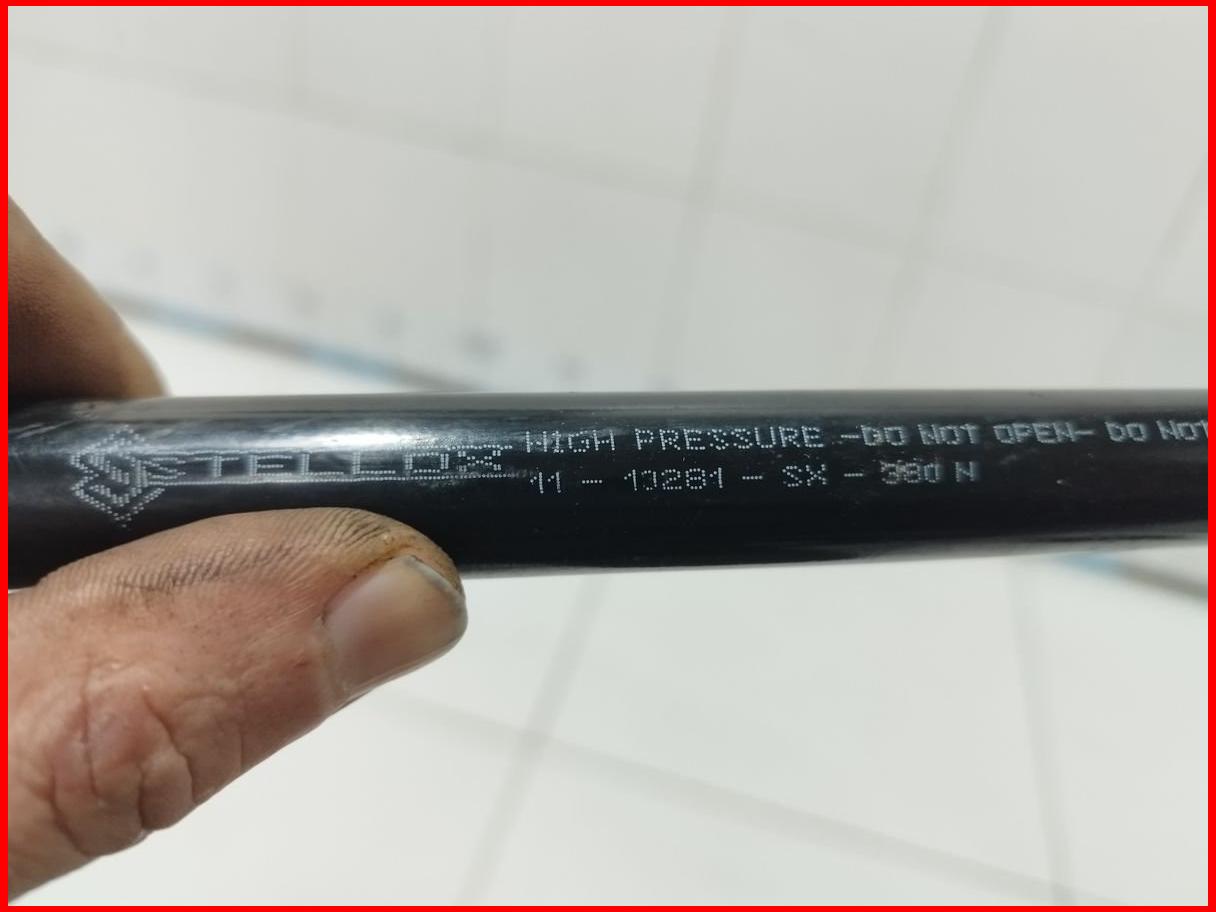 STELLOX
HIGH PRESSURE -DO NOT OPEN- DO NOT
11 - 13281 - SX - 380 N